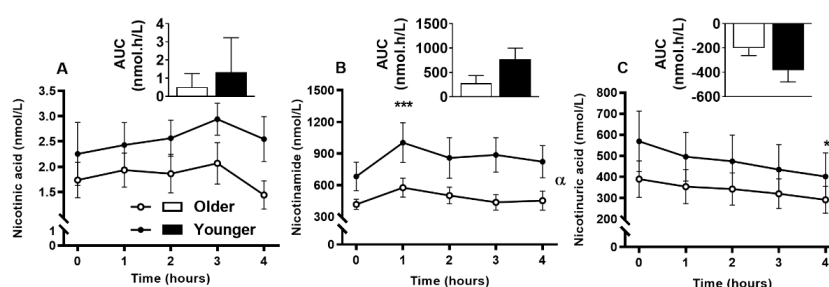 A
AUC
(nmol.h/L)
4
3
2
1
0
Nicotinic acid (nmol/L)
3.5
3.0
2.5
2.0
1.5
1
0
Older
Younger
0 1 2 3 4
Time (hours)
B
AUC
(nmol.h/L)
1500
1000
500
0
Nicotinamide (nmol/L)
1500
1200
900
600
300
0
***
α
0 1 2 3 4
Time (hours)
C
AUC
(nmol.h/L)
0
-200
-400
-600
Nicotinuric acid (nmol/L)
800
700
600
500
400
300
200
0
*
0 1 2 3 4
Time (hours)